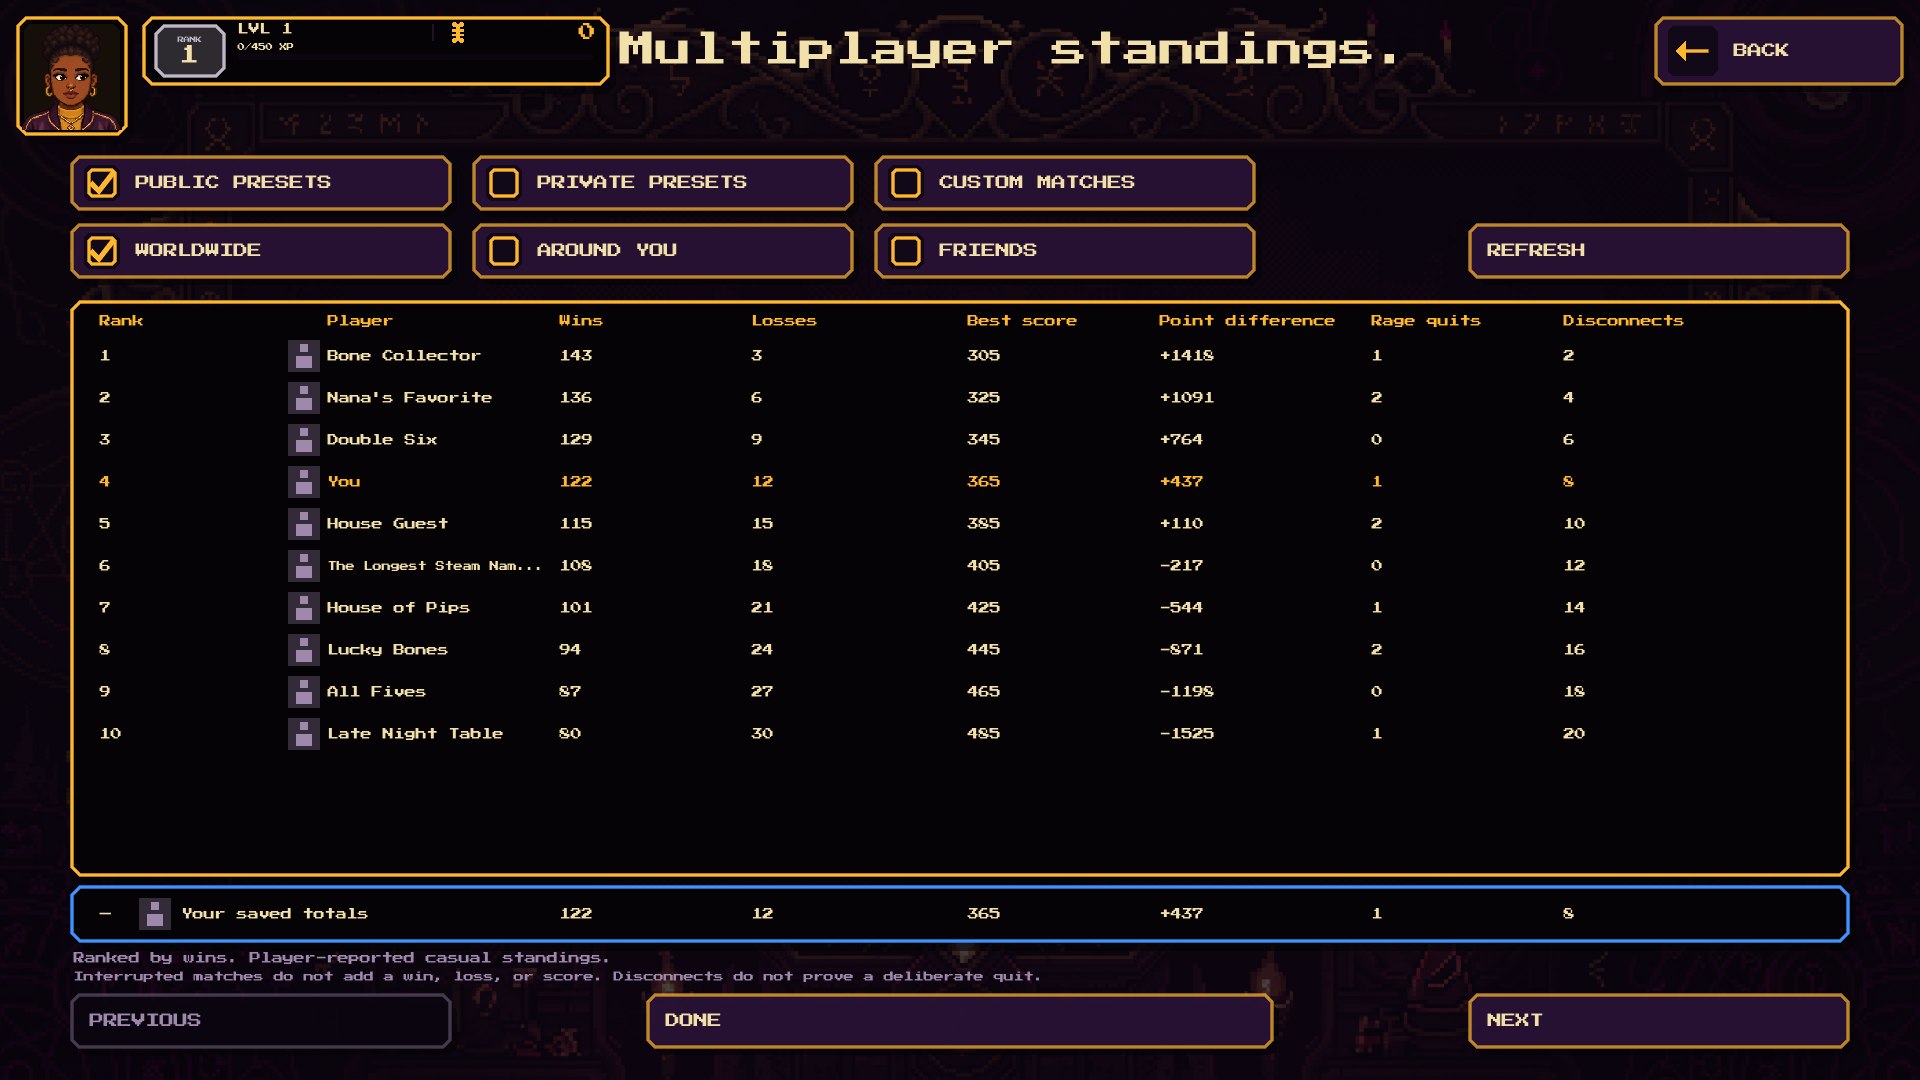 RANK
1
LVL 1
0/450 XP
0
Multiplayer standings.
BACK
PUBLIC PRESETS
PRIVATE PRESETS
CUSTOM MATCHES
WORLDWIDE
AROUND YOU
FRIENDS
REFRESH
Rank Player Wins Losses Best score Point difference Rage quits Disconnects
1 Bone Collector 143 3 305 +1418 1 2
2 Nana's Favorite 136 6 325 +1091 2 4
3 Double Six 129 9 345 +764 0 6
4 You 122 12 365 +437 1 8
5 House Guest 115 15 385 +110 2 10
6 The Longest Steam Nam... 108 18 405 -217 0 12
7 House of Pips 101 21 425 -544 1 14
8 Lucky Bones 94 24 445 -871 2 16
9 All Fives 87 27 465 -1198 0 18
10 Late Night Table 80 30 485 -1525 1 20
– Your saved totals 122 12 365 +437 1 8
Ranked by wins. Player-reported casual standings.
Interrupted matches do not add a win, loss, or score. Disconnects do not prove a deliberate quit.
PREVIOUS
DONE
NEXT